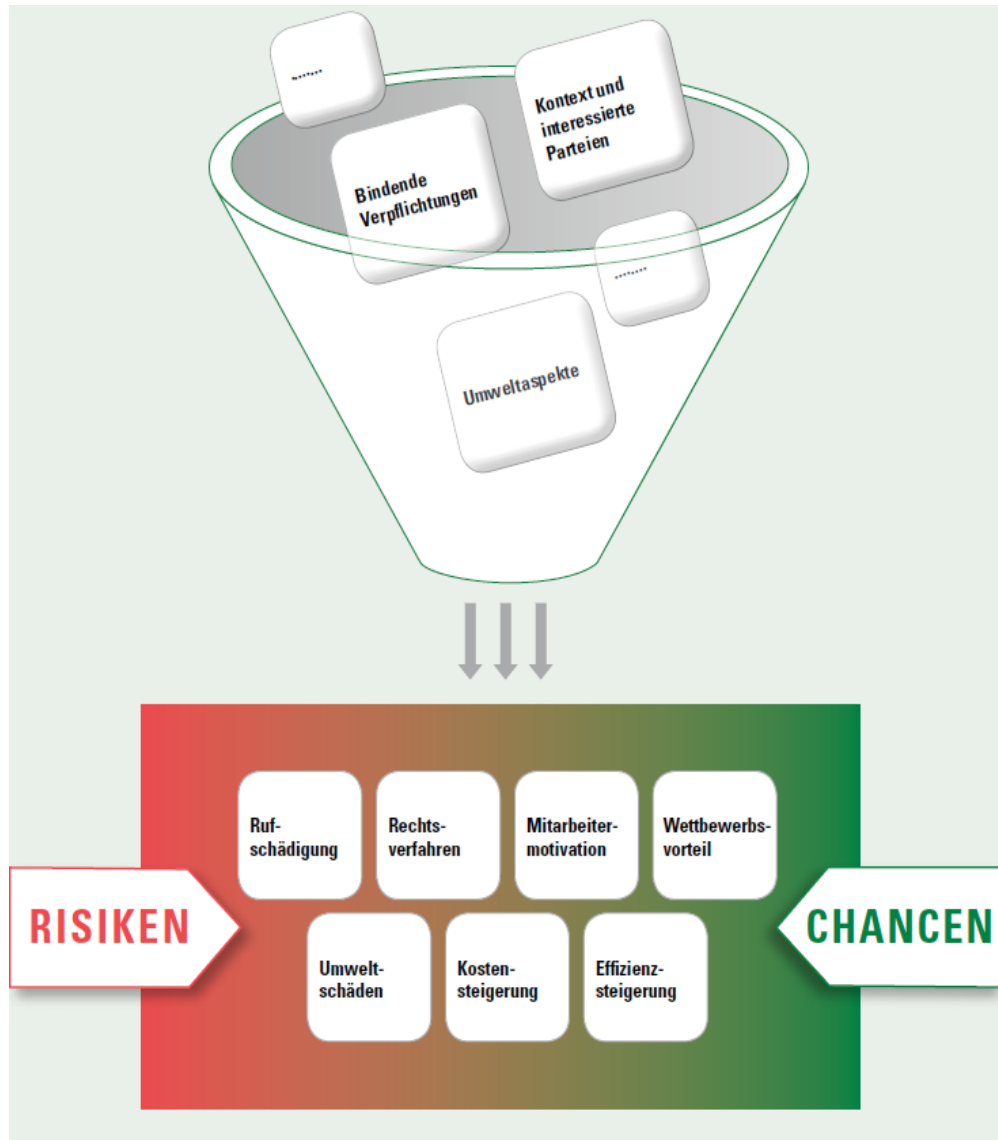 ........
Kontext und
interessierte
Parteien
Bindende
Verpflichtungen
........
Umweltaspekte
Ruf-
schädigung
Rechts-
verfahren
Mitarbeiter-
motivation
Wettbewerbs-
vorteil
RISIKEN
CHANCEN
Umwelt-
schäden
Kosten-
steigerung
Effizienz-
steigerung